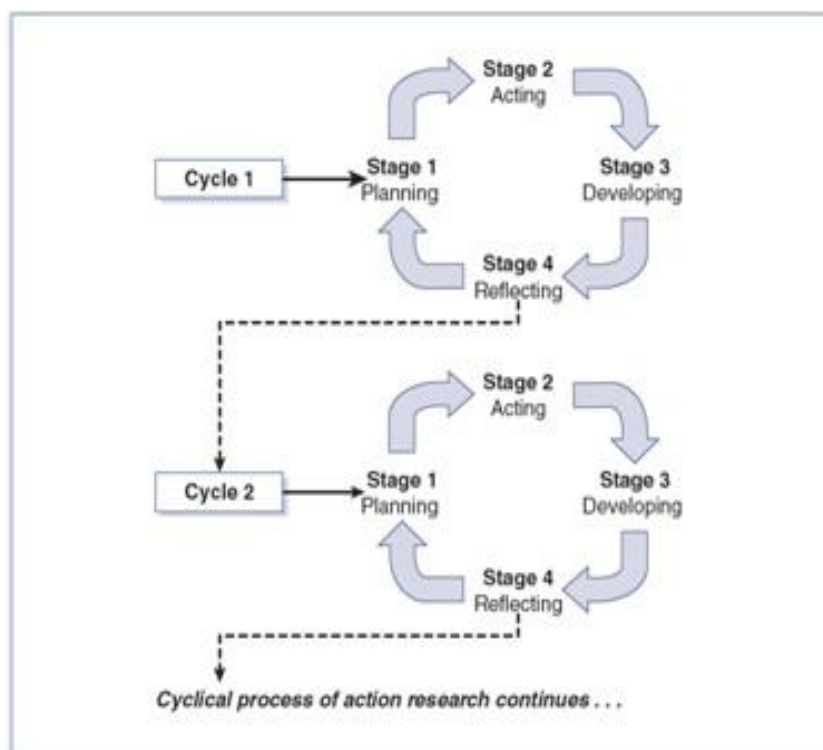 Stage 2
Acting
Cycle 1
Stage 1
Planning
Stage 3
Developing
Stage 4
Reflecting
Stage 2
Acting
Cycle 2
Stage 1
Planning
Stage 3
Developing
Stage 4
Reflecting
Cyclical process of action research continues . . .